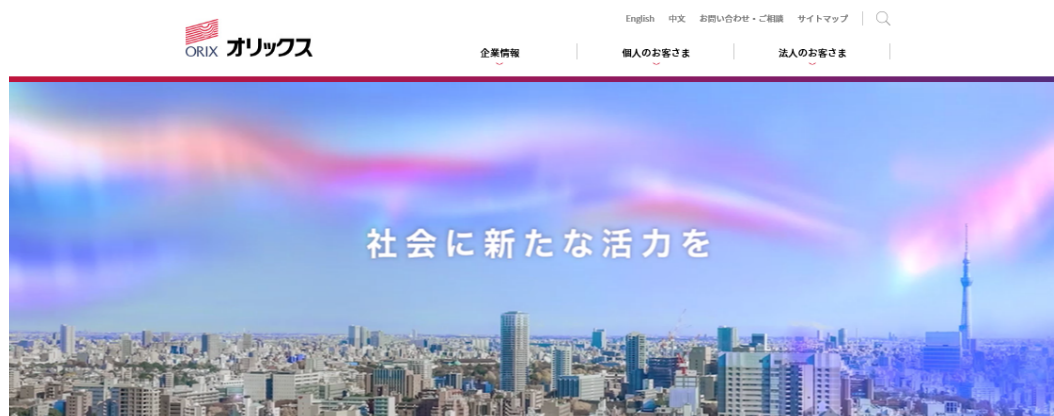 English 中文 お問い合わせ・ご相談 サイトマップ
ORIX オリックス
企業情報 個人のお客さま 法人のお客さま
社会に新たな活力を